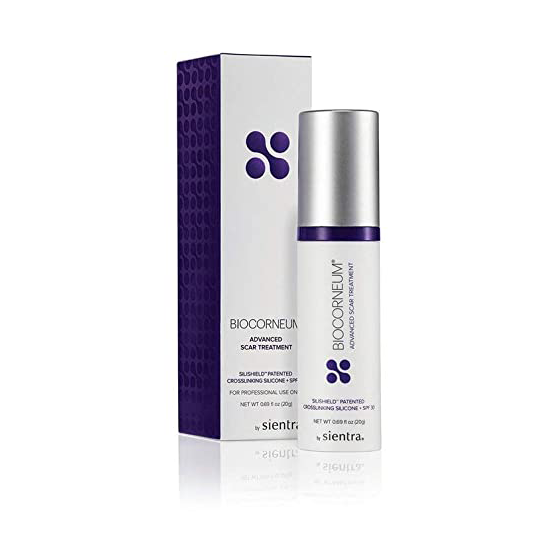 BIOCORNEUM
ADVANCED
SCAR TREATMENT
SILISHIELD™ PATENTED
CROSSLINKING SILICONE + SPF
FOR PROFESSIONAL USE
NET WT 0.69 fl oz (20g)
by sientra
BIOCORNEUM®
ADVANCED SCAR TREATMENT
SILISHIELD™ PATENTED
CROSSLINKING SILICONE + SPF 30
NET WT 0.69 fl oz (20g)
by sientra®